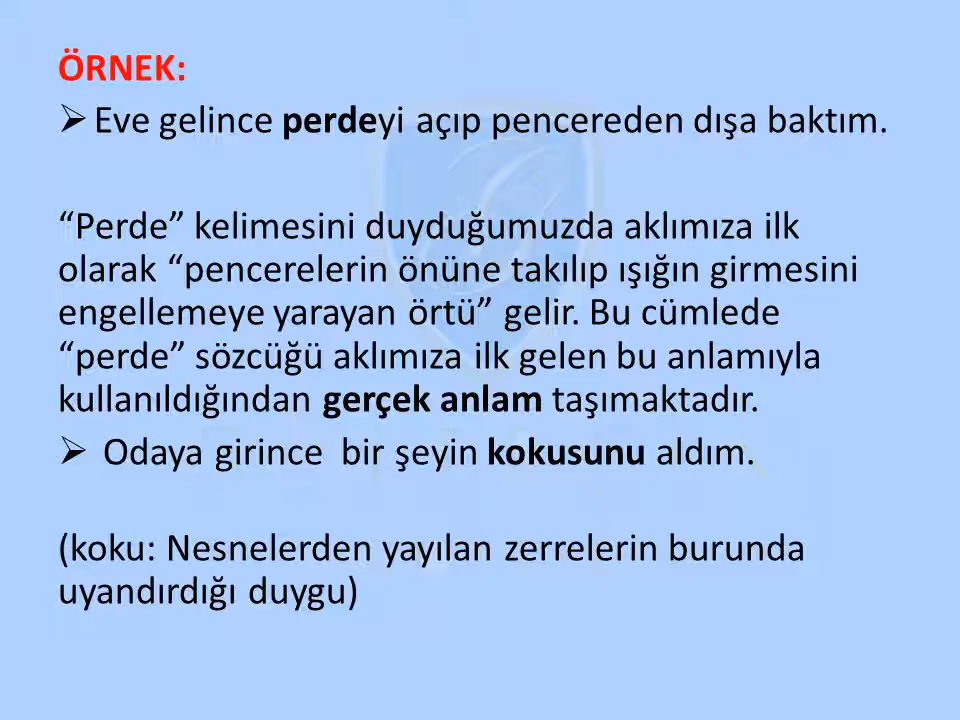 ÖRNEK:
➢ Eve gelince perdeyi açıp pencereden dışa baktım.
“Perde” kelimesini duyduğumuzda aklımıza ilk
olarak “pencerelerin önüne takılıp ışığın girmesini
engellemeye yarayan örtü” gelir. Bu cümlede
“perde” sözcüğü aklımıza ilk gelen bu anlamıyla
kullanıldığından gerçek anlam taşımaktadır.
➢ Odaya girince bir şeyin kokusunu aldım.
(koku: Nesnelerden yayılan zerrelerin burunda
uyandırdığı duygu)